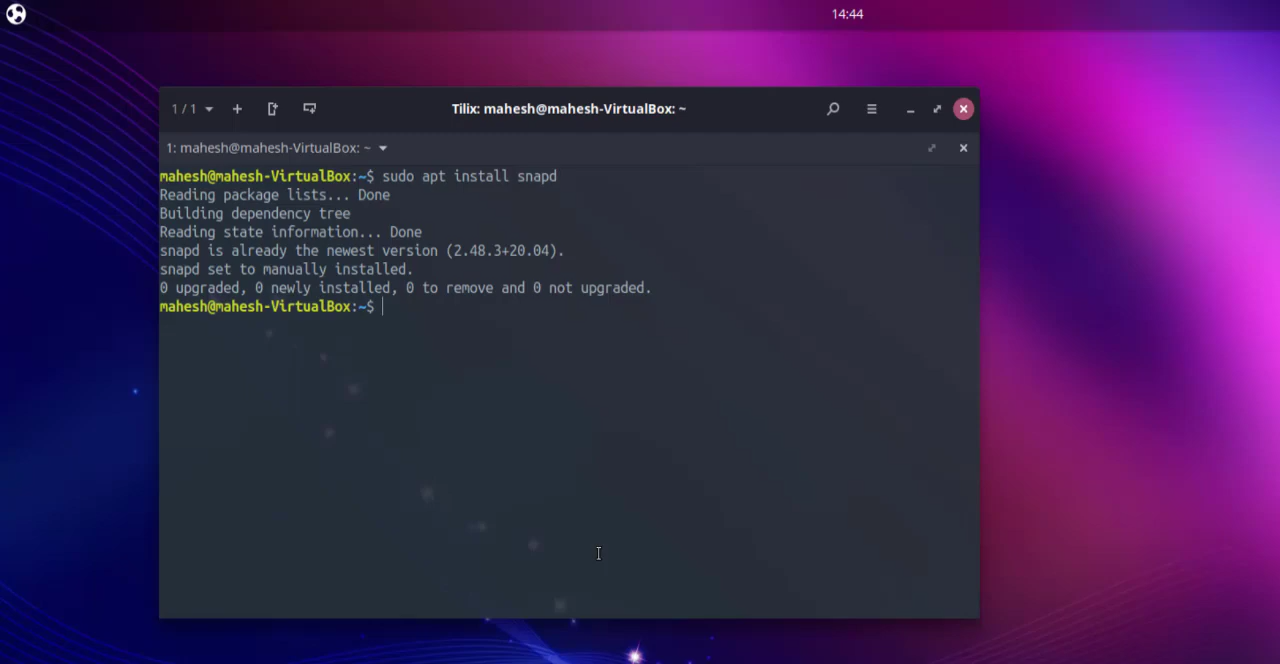 14:44
1 / 1
Tilix: mahesh@mahesh-VirtualBox: ~
1: mahesh@mahesh-VirtualBox: ~
mahesh@mahesh-VirtualBox:~$ sudo apt install snapd
Reading package lists... Done
Building dependency tree
Reading state information... Done
snapd is already the newest version (2.48.3+20.04).
snapd set to manually installed.
0 upgraded, 0 newly installed, 0 to remove and 0 not upgraded.
mahesh@mahesh-VirtualBox:~$